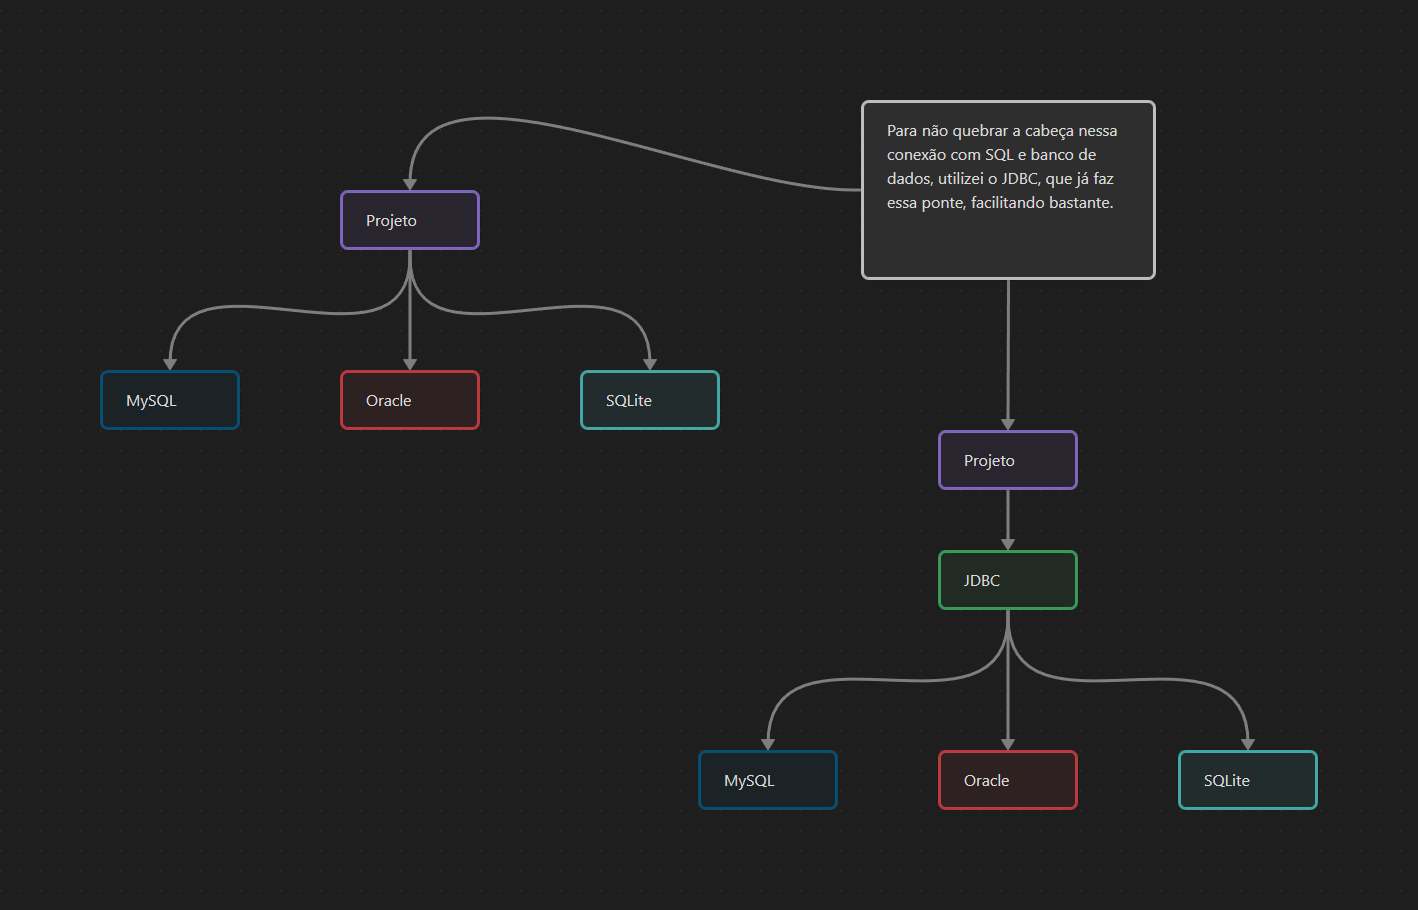 Para não quebrar a cabeça nessa
conexão com SQL e banco de
dados, utilizei o JDBC, que já faz
essa ponte, facilitando bastante.
Projeto
MySQL
Oracle
SQLite
Projeto
JDBC
MySQL
Oracle
SQLite